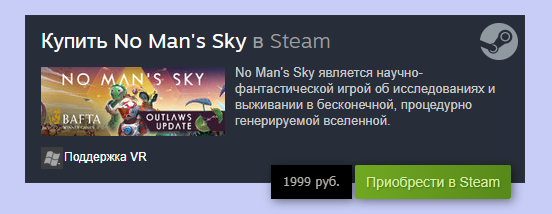 Купить No Man's Sky в Steam
NO MAN'S SKY
BAFTA
OUTLAWS
UPDATE
No Man's Sky является научно-
фантастической игрой об исследованиях и
выживании в бесконечной, процедурно
генерируемой вселенной.
Поддержка VR
1999 руб.
Приобрести в Steam